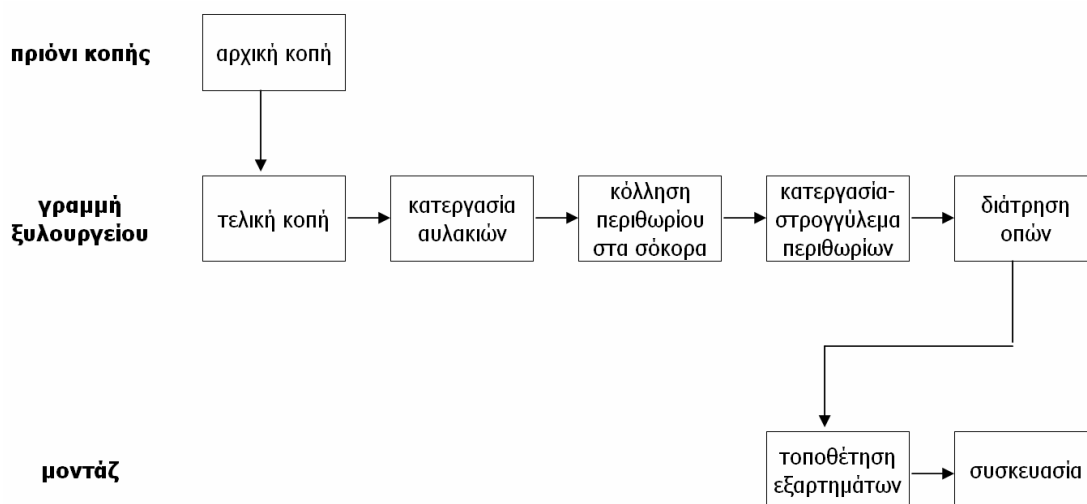 πριόνι κοπής
αρχική κοπή
γραμμή
ξυλουργείου
τελική κοπή
κατεργασία
αυλακιών
κόλληση
περιθωρίου
στα σόκορα
κατεργασία-
στρογγύλεμα
περιθωρίων
διάτρηση
οπών
μοντάζ
τοποθέτηση
εξαρτημάτων
συσκευασία